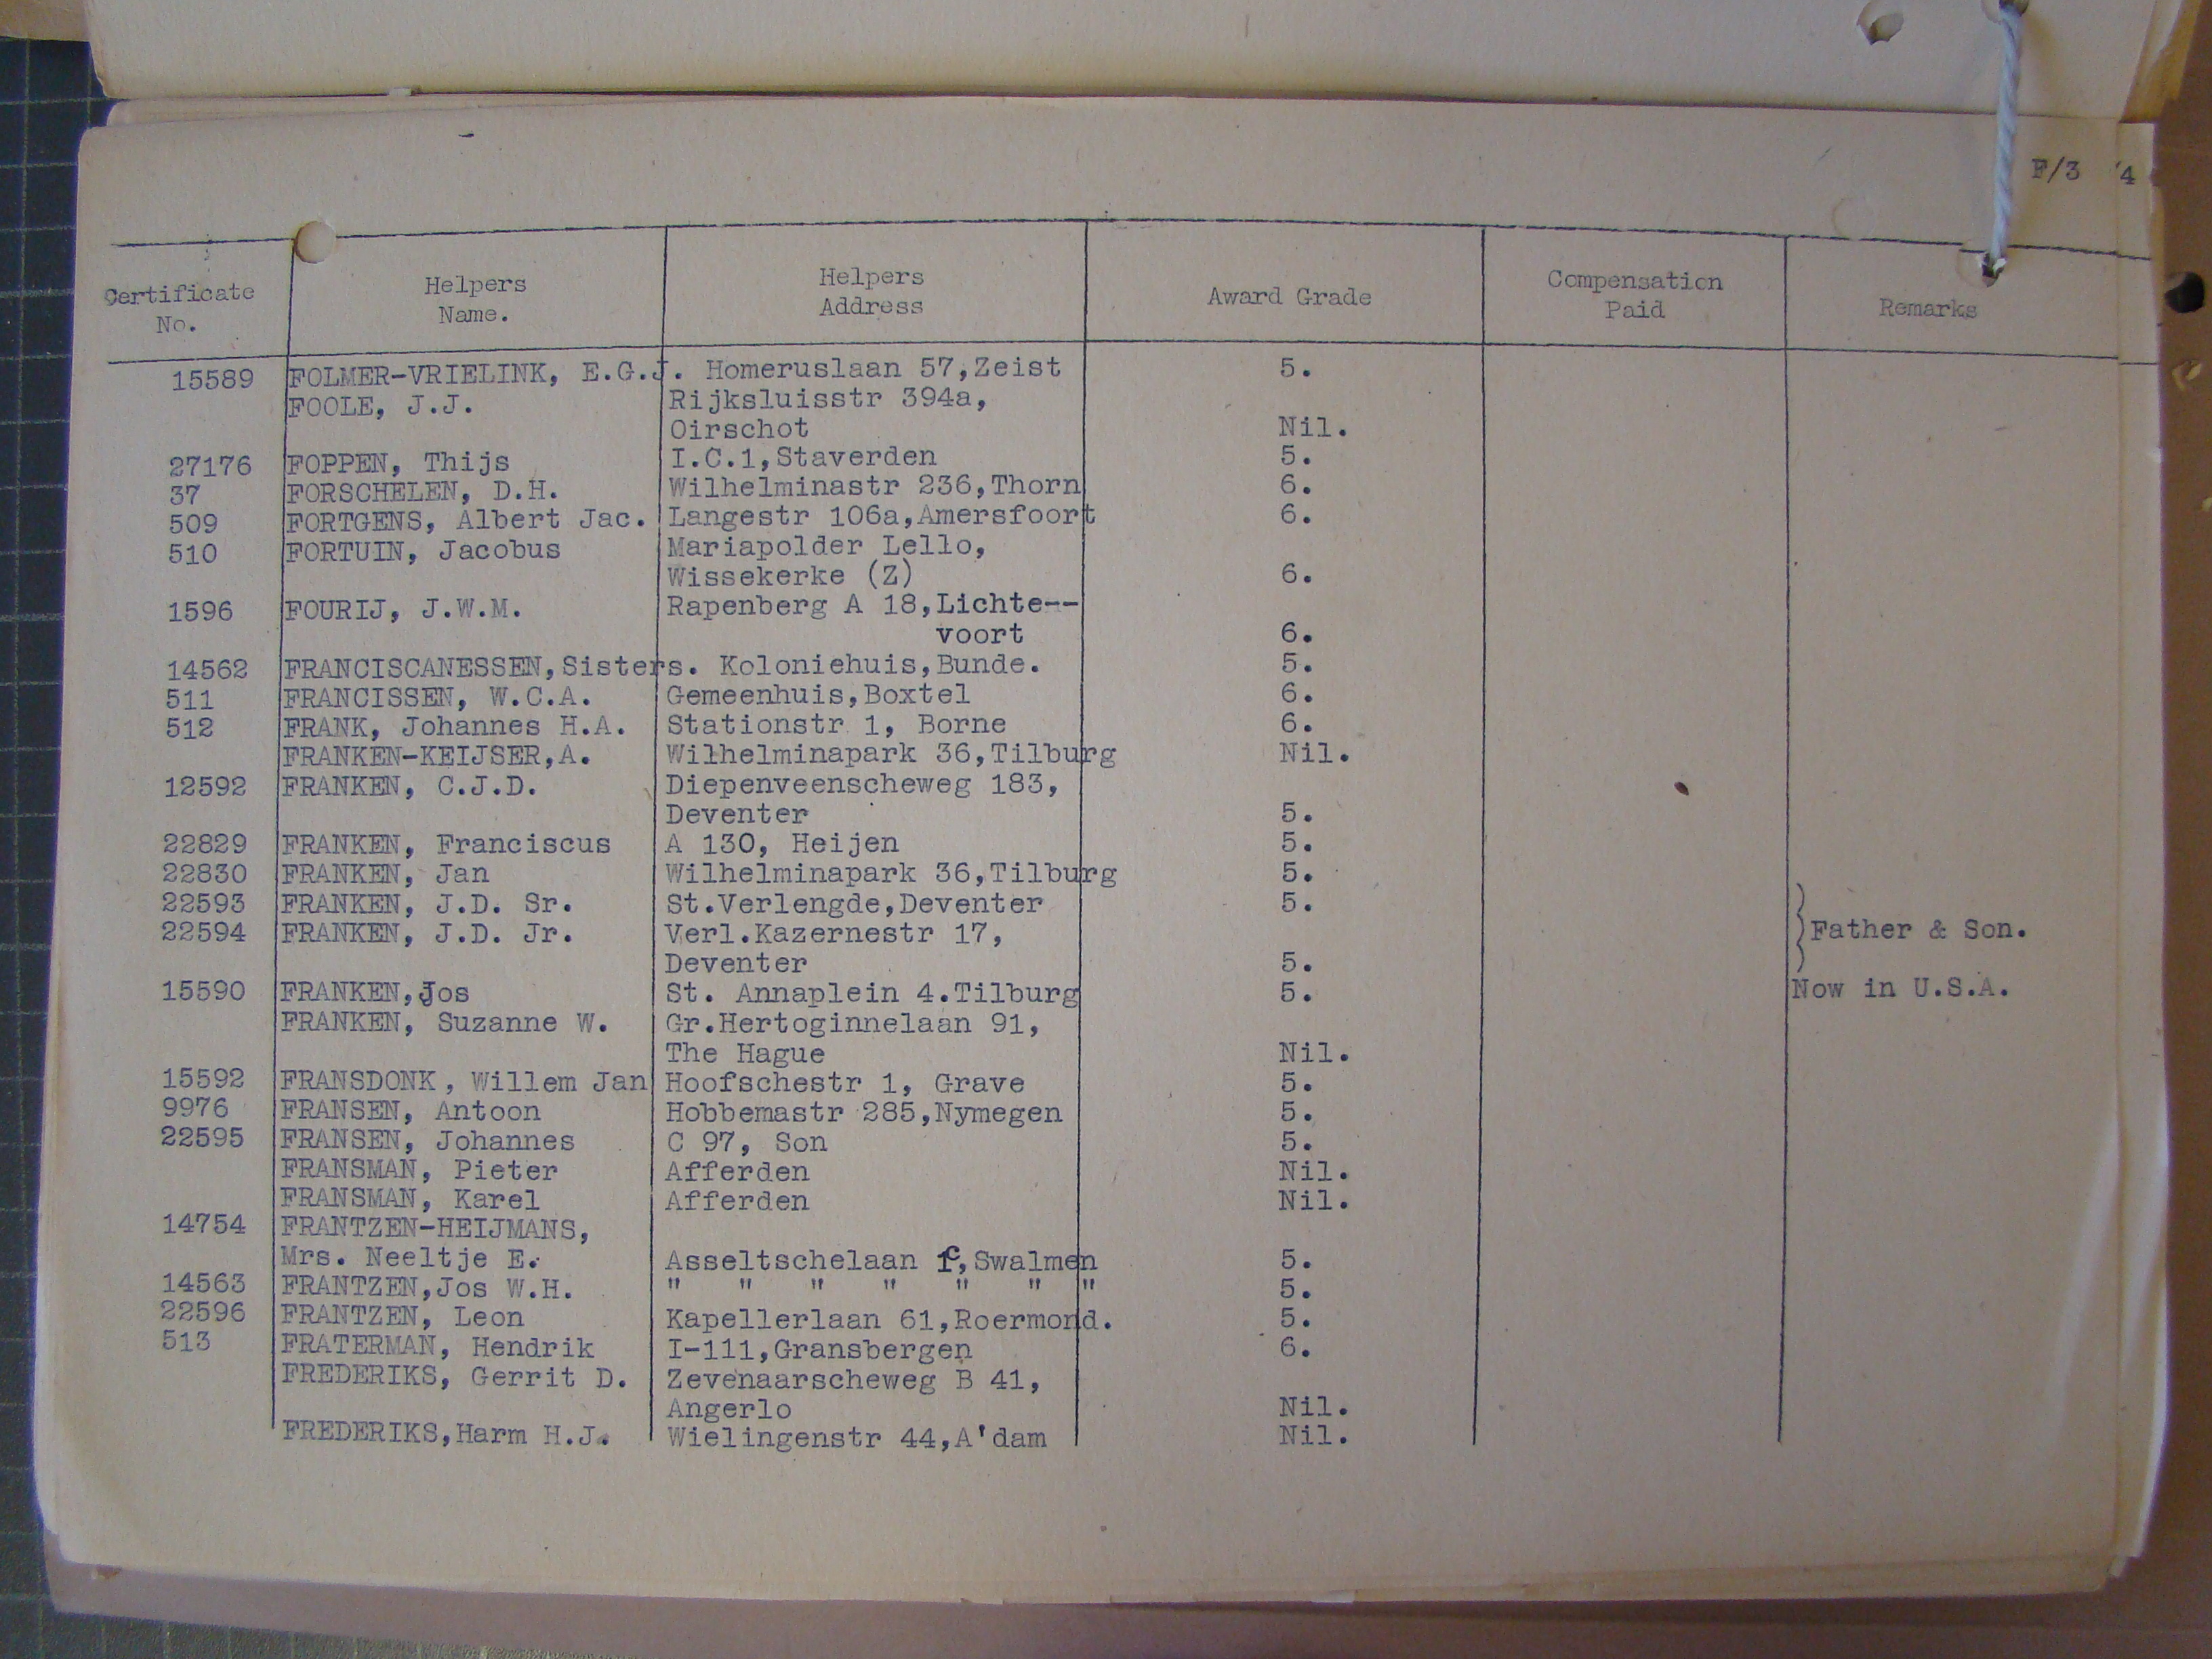 F/3 4
Certificate No. Helpers Name. Helpers Address Award Grade Compensation Paid Remarks
15589 FOLMER-VRIELINK, E.G.J. Homeruslaan 57,Zeist 5.
FOOLE, J.J. Rijksluisstr 394a,
Oirschot Nil.
27176 FOPPEN, Thijs I.C.1,Staverden 5.
37 FORSCHELEN, D.H. Wilhelminastr 236,Thorn 6.
509 FORTGENS, Albert Jac. Langestr 106a,Amersfoort 6.
510 FORTUIN, Jacobus Mariapolder Lello,
Wissekerke (Z) 6.
1596 FOURIJ, J.W.M. Rapenberg A 18,Lichte--
voort 6.
14562 FRANCISCANESSEN,Sisters. Koloniehuis,Bunde. 5.
511 FRANCISSEN, W.C.A. Gemeenhuis,Boxtel 6.
512 FRANK, Johannes H.A. Stationstr 1, Borne 6.
FRANKEN-KEIJSER,A. Wilhelminapark 36,Tilburg Nil.
12592 FRANKEN, C.J.D. Diepenveenscheweg 183,
Deventer 5.
22829 FRANKEN, Franciscus A 130, Heijen 5.
22830 FRANKEN, Jan Wilhelminapark 36,Tilburg 5.
22593 FRANKEN, J.D. Sr. St.Verlengde,Deventer 5.
22594 FRANKEN, J.D. Jr. Verl.Kazernestr 17, Father & Son.
Deventer 5.
15590 FRANKEN,Jos St. Annaplein 4.Tilburg 5. Now in U.S.A.
FRANKEN, Suzanne W. Gr.Hertoginnelaan 91,
The Hague Nil.
15592 FRANSDONK, Willem Jan Hoofschestr 1, Grave 5.
9976 FRANSEN, Antoon Hobbemastr 285,Nymegen 5.
22595 FRANSEN, Johannes C 97, Son 5.
FRANSMAN, Pieter Afferden Nil.
FRANSMAN, Karel Afferden Nil.
14754 FRANTZEN-HEIJMANS,
Mrs. Neeltje E. Asseltschelaan 1c,Swalmen 5.
14563 FRANTZEN,Jos W.H. " " " " " " " 5.
22596 FRANTZEN, Leon Kapellerlaan 61,Roermond. 5.
513 FRATERMAN, Hendrik I-111,Gransbergen 6.
FREDERIKS, Gerrit D. Zevenaarscheweg B 41,
Angerlo Nil.
FREDERIKS,Harm H.J. Wielingenstr 44,A'dam Nil.